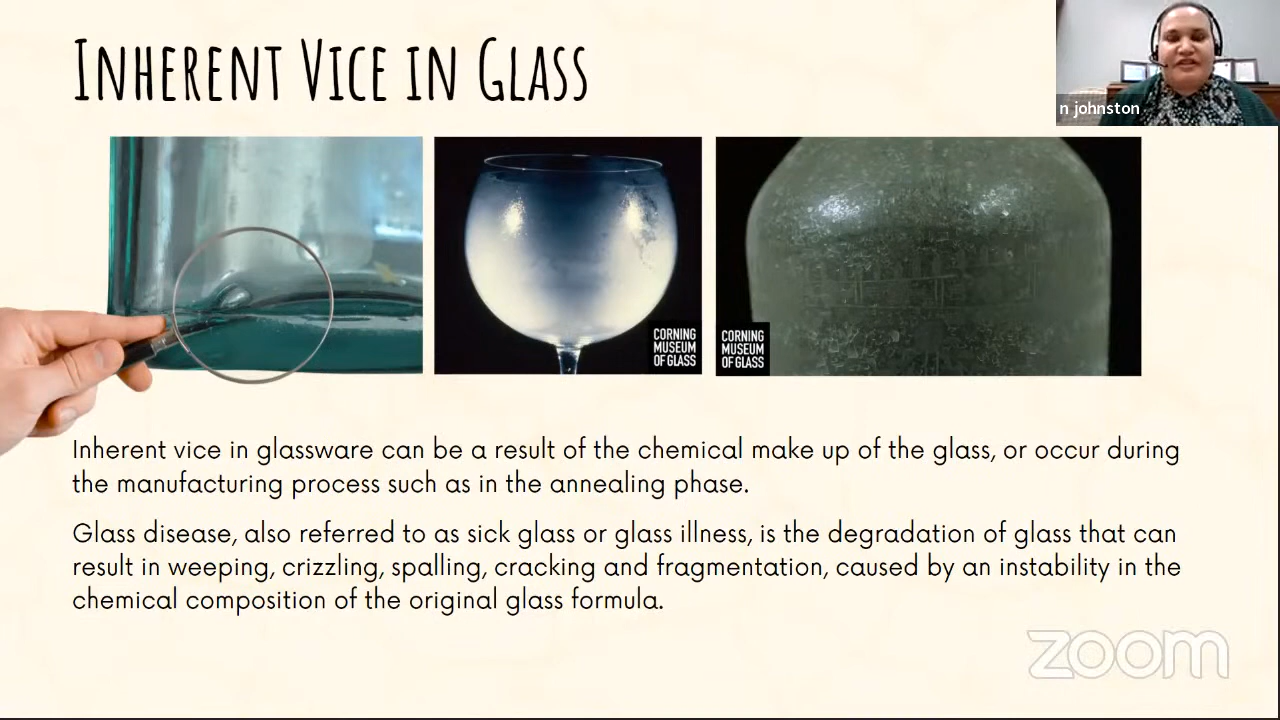 INHERENT VICE IN GLASS
n johnston
CORNING
MUSEUM
OF GLASS
CORNING
MUSEUM
OF GLASS
Inherent vice in glassware can be a result of the chemical make up of the glass, or occur during
the manufacturing process such as in the annealing phase.
Glass disease, also referred to as sick glass or glass illness, is the degradation of glass that can
result in weeping, crizzling, spalling, cracking and fragmentation, caused by an instability in the
chemical composition of the original glass formula.
zoom